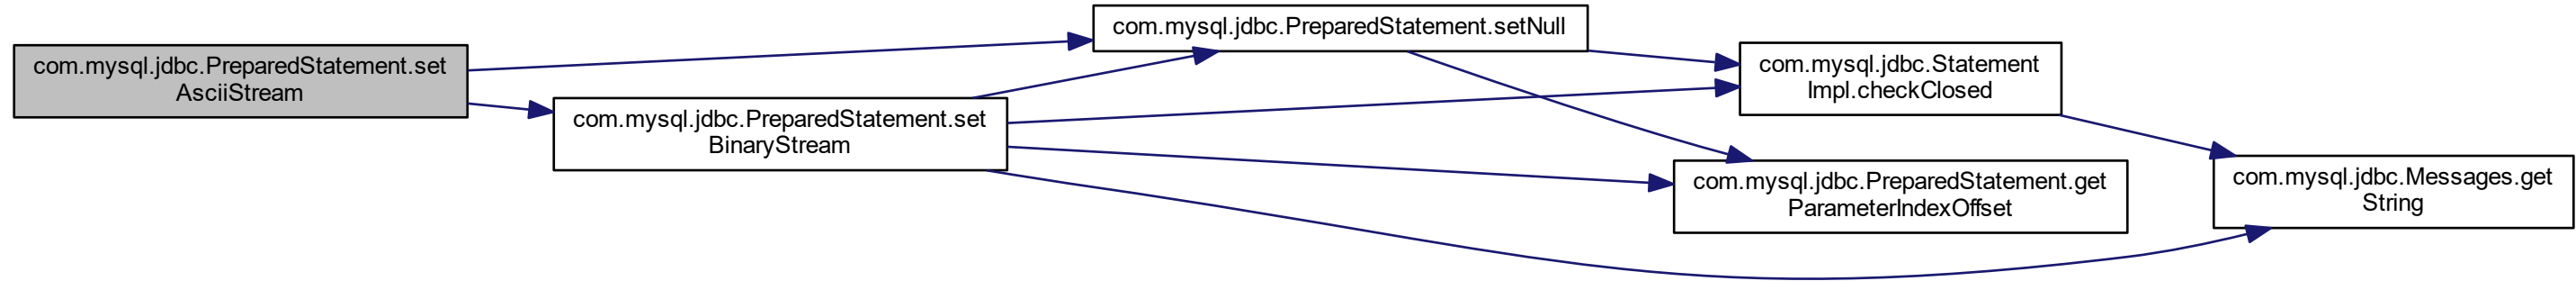 com.mysql.jdbc.PreparedStatement.set
AsciiStream
com.mysql.jdbc.PreparedStatement.set
BinaryStream
com.mysql.jdbc.PreparedStatement.setNull
com.mysql.jdbc.Statement
Impl.checkClosed
com.mysql.jdbc.PreparedStatement.get
ParameterIndexOffset
com.mysql.jdbc.Messages.get
String